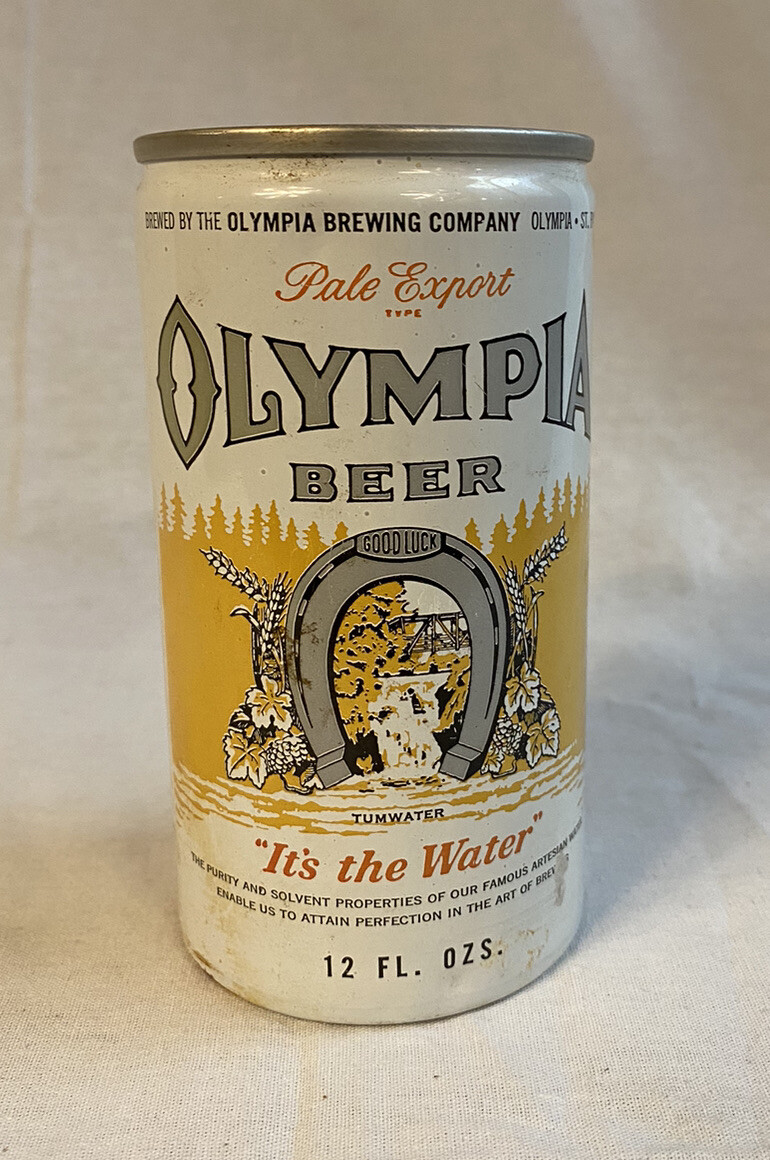 BREWED BY THE OLYMPIA BREWING COMPANY OLYMPIA • ST.
Pale Export
TYPE
OLYMPIA
BEER
GOOD LUCK
TUMWATER
"It's the Water"
THE PURITY AND SOLVENT PROPERTIES OF OUR FAMOUS ARTESIAN
ENABLE US TO ATTAIN PERFECTION IN THE ART OF
12 FL. OZS.